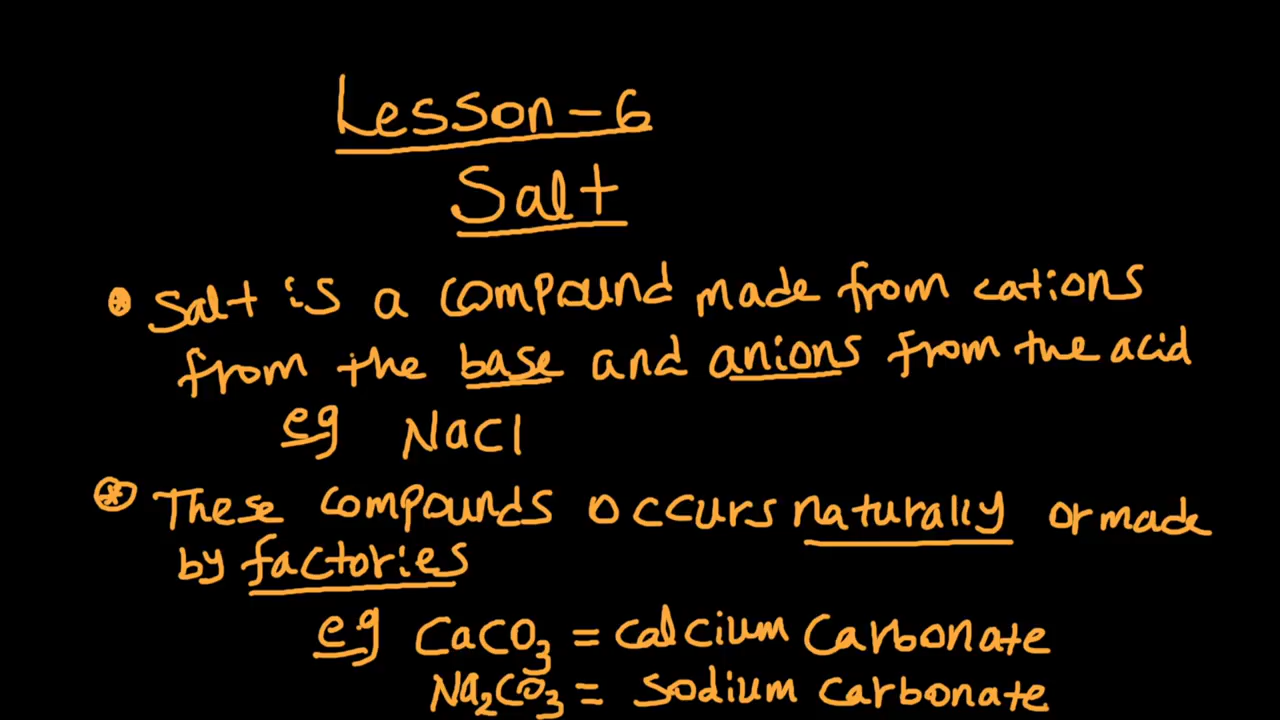 Lesson-6
Salt
• Salt is a compound made from cations
from the base and anions from the acid
eg NaCl
• These compounds occurs naturally or made
by factories
eg CaCO₃ = calcium carbonate
Na₂CO₃ = sodium carbonate